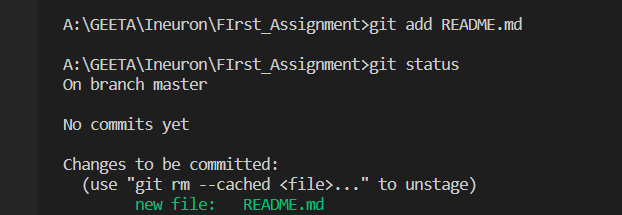 A:\GEETA\Ineuron\FIrst_Assignment>git add README.md
A:\GEETA\Ineuron\FIrst_Assignment>git status
On branch master
No commits yet
Changes to be committed:
(use "git rm --cached <file>..." to unstage)
new file: README.md